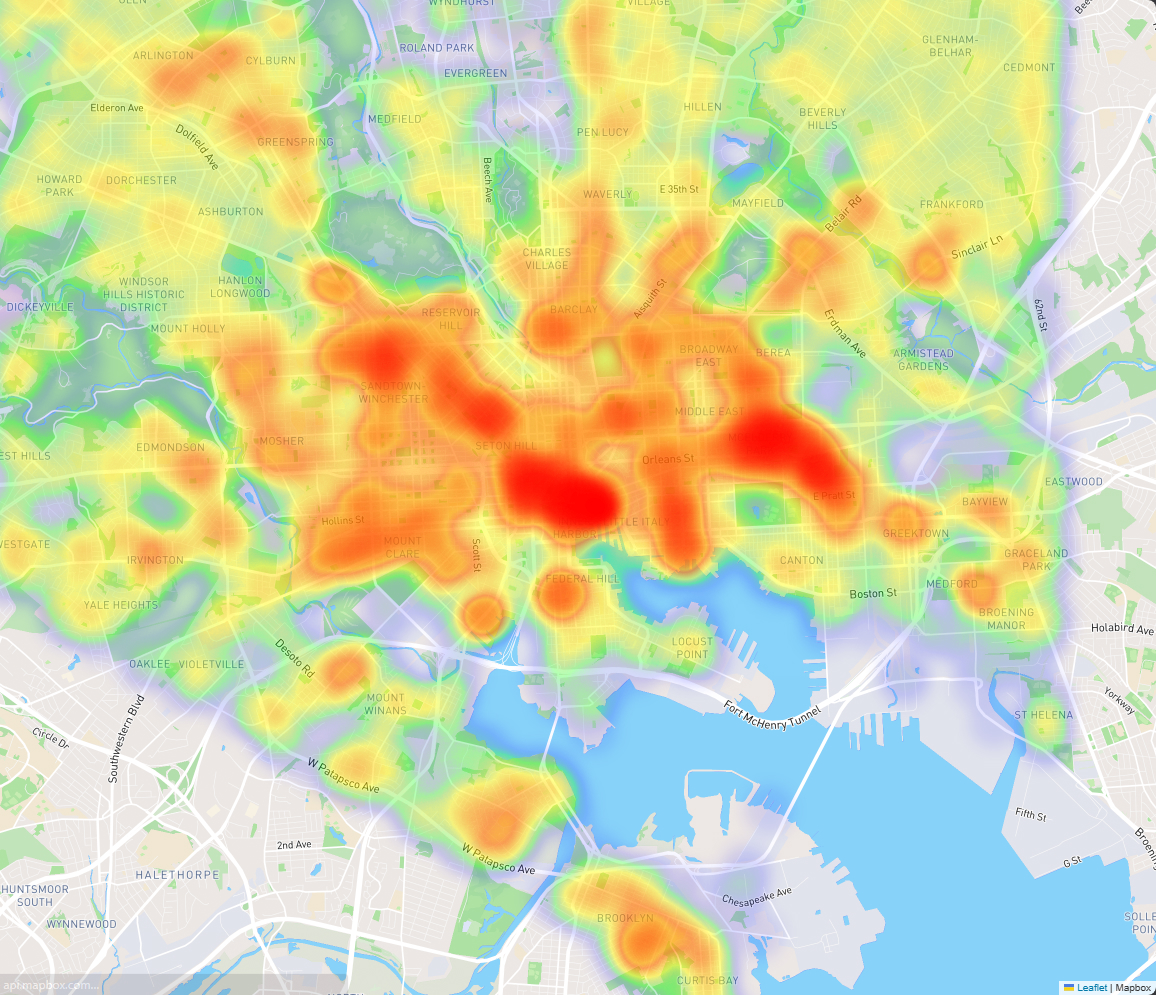 GLEN
WYNDHURST
VILLAGE
ROLAND PARK
GLENHAM-
BELHAR
ARLINGTON
CYLBURN
EVERGREEN
CEDMONT
Elderon Ave
HILLEN
MEDFIELD
BEVERLY
HILLS
Dolfield Ave
PEN LUCY
GREENSPRING
Beech Ave
HOWARD
PARK
DORCHESTER
WAVERLY
E 35th St
MAYFIELD
Belair Rd
FRANKFORD
ASHBURTON
Sinclair Ln
CHARLES
VILLAGE
WINDSOR
HILLS HISTORIC
DISTRICT
HANLON
LONGWOOD
Aisquith St
DICKEYVILLE
62nd St
RESERVOIR
HILL
BARCLAY
MOUNT HOLLY
Erdman Ave
BROADWAY
EAST
BEREA
ARMISTEAD
GARDENS
SANDTOWN-
WINCHESTER
MIDDLE EAST
MOSHER
EDMONDSON
SETON HILL
EST HILLS
Orleans St
EASTWOOD
E Pratt St
BAYVIEW
Hollins St
TLE ITALY
HARBOR
GREEKTOWN
WESTGATE
MOUNT
CLARE
Scott St
IRVINGTON
CANTON
GRACELAND
PARK
FEDERAL HILL
MEDFORD
Boston St
YALE HEIGHTS
BROENING
MANOR
Holabird Ave
LOCUST
POINT
OAKLEE
VIOLETVILLE
Desoto Rd
MOUNT
WINANS
Yorkway
Southwestern Blvd
Fort McHenry Tunnel
ST HELENA
Circle Dr
W Patapsco Ave
Fifth St
2nd Ave
W Patapsco Ave
Broening
G St
HALETHORPE
HUNTSMOOR
SOUTH
Chesapeake Ave
WYNNEWOOD
BROOKLYN
SOLLE
POIN
CURTIS BAY
api.mapbox.com...
Leaflet | Mapbox